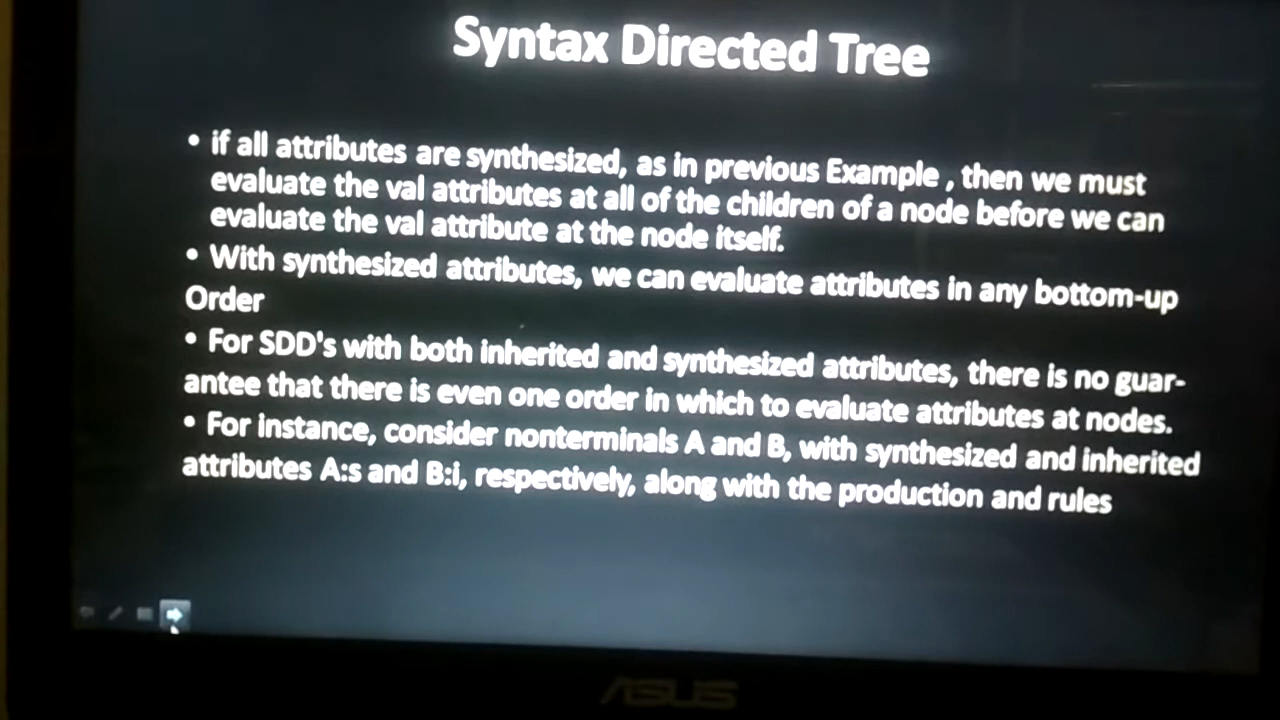 Syntax Directed Tree
• if all attributes are synthesized, as in previous Example , then we must
evaluate the val attributes at all of the children of a node before we can
evaluate the val attribute at the node itself.
• With synthesized attributes, we can evaluate attributes in any bottom-up
Order
• For SDD's with both inherited and synthesized attributes, there is no guar-
antee that there is even one order in which to evaluate attributes at nodes.
• For instance, consider nonterminals A and B, with synthesized and inherited
attributes A:s and B:i, respectively, along with the production and rules
ASUS